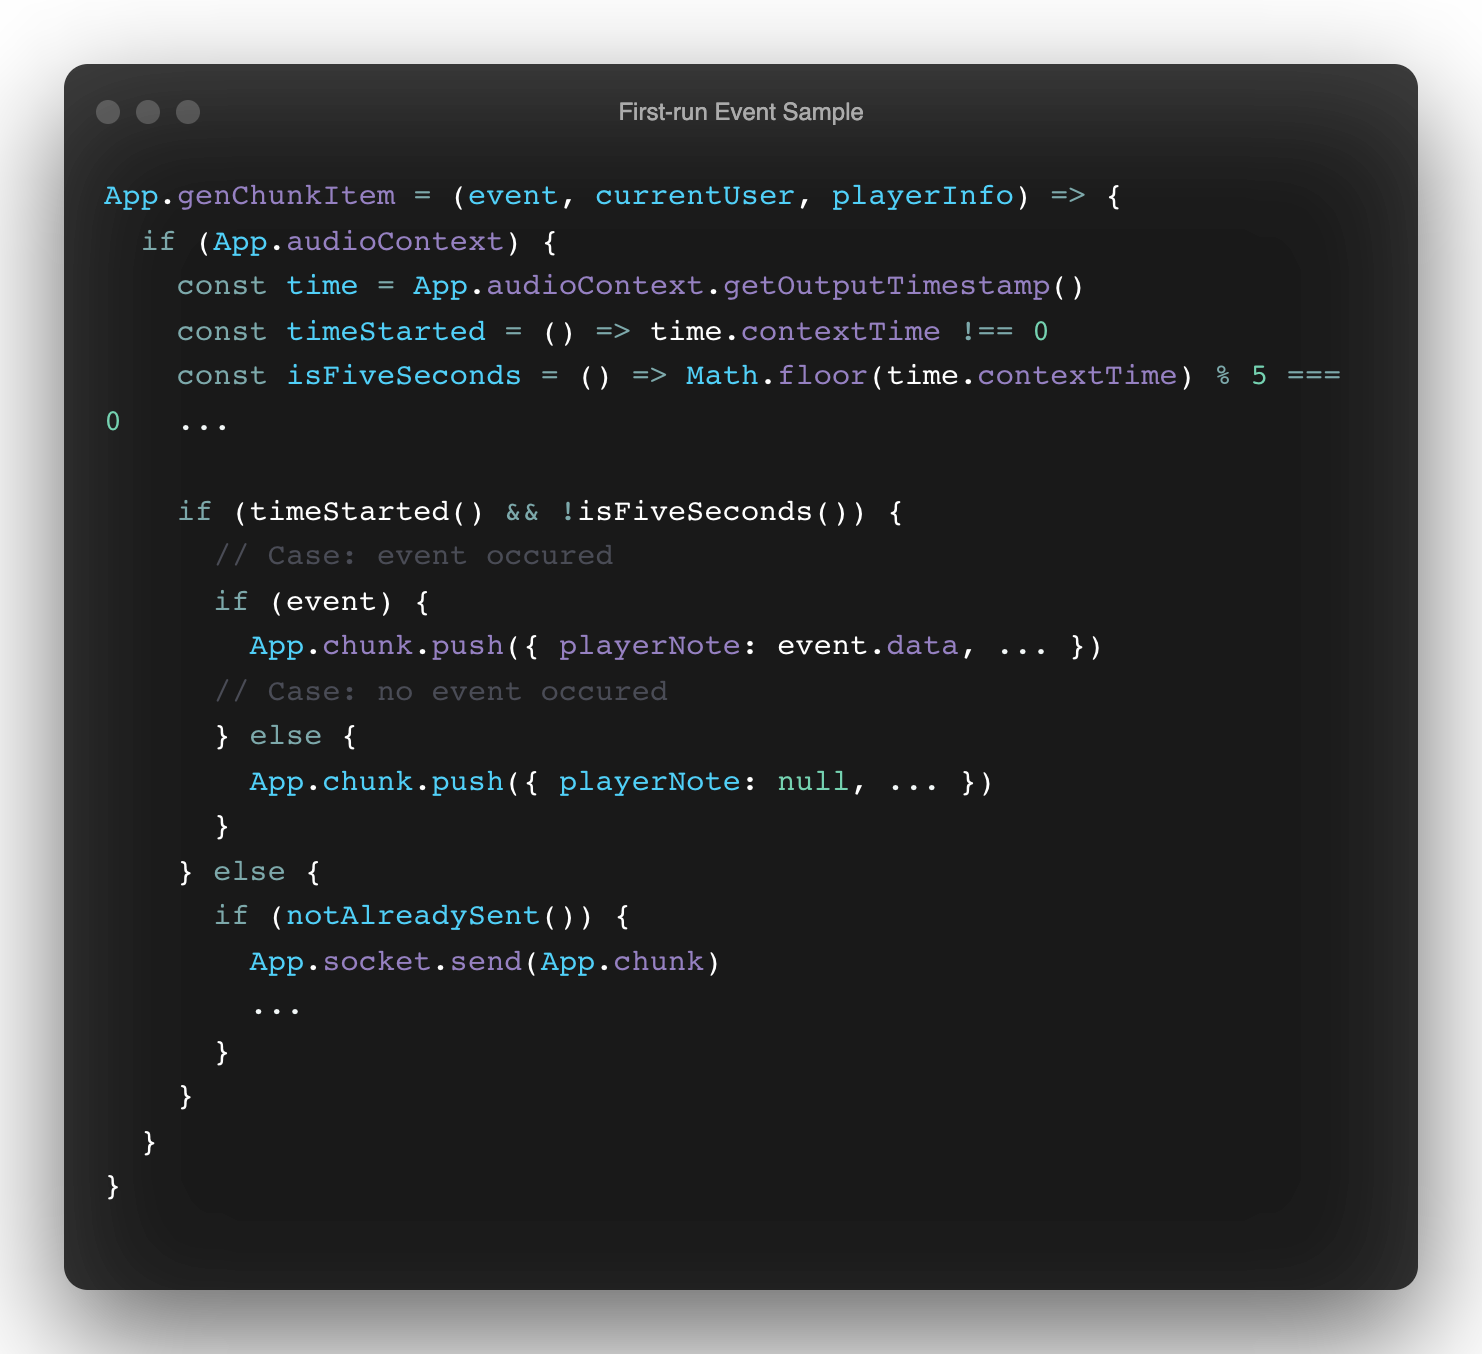 First-run Event Sample
App.genChunkItem = (event, currentUser, playerInfo) => {
  if (App.audioContext) {
    const time = App.audioContext.getOutputTimestamp()
    const timeStarted = () => time.contextTime !== 0
    const isFiveSeconds = () => Math.floor(time.contextTime) % 5 ===
0   ...

    if (timeStarted() && !isFiveSeconds()) {
      // Case: event occured
      if (event) {
        App.chunk.push({ playerNote: event.data, ... })
      // Case: no event occured
      } else {
        App.chunk.push({ playerNote: null, ... })
      }
    } else {
      if (notAlreadySent()) {
        App.socket.send(App.chunk)
        ...
      }
    }
  }
}